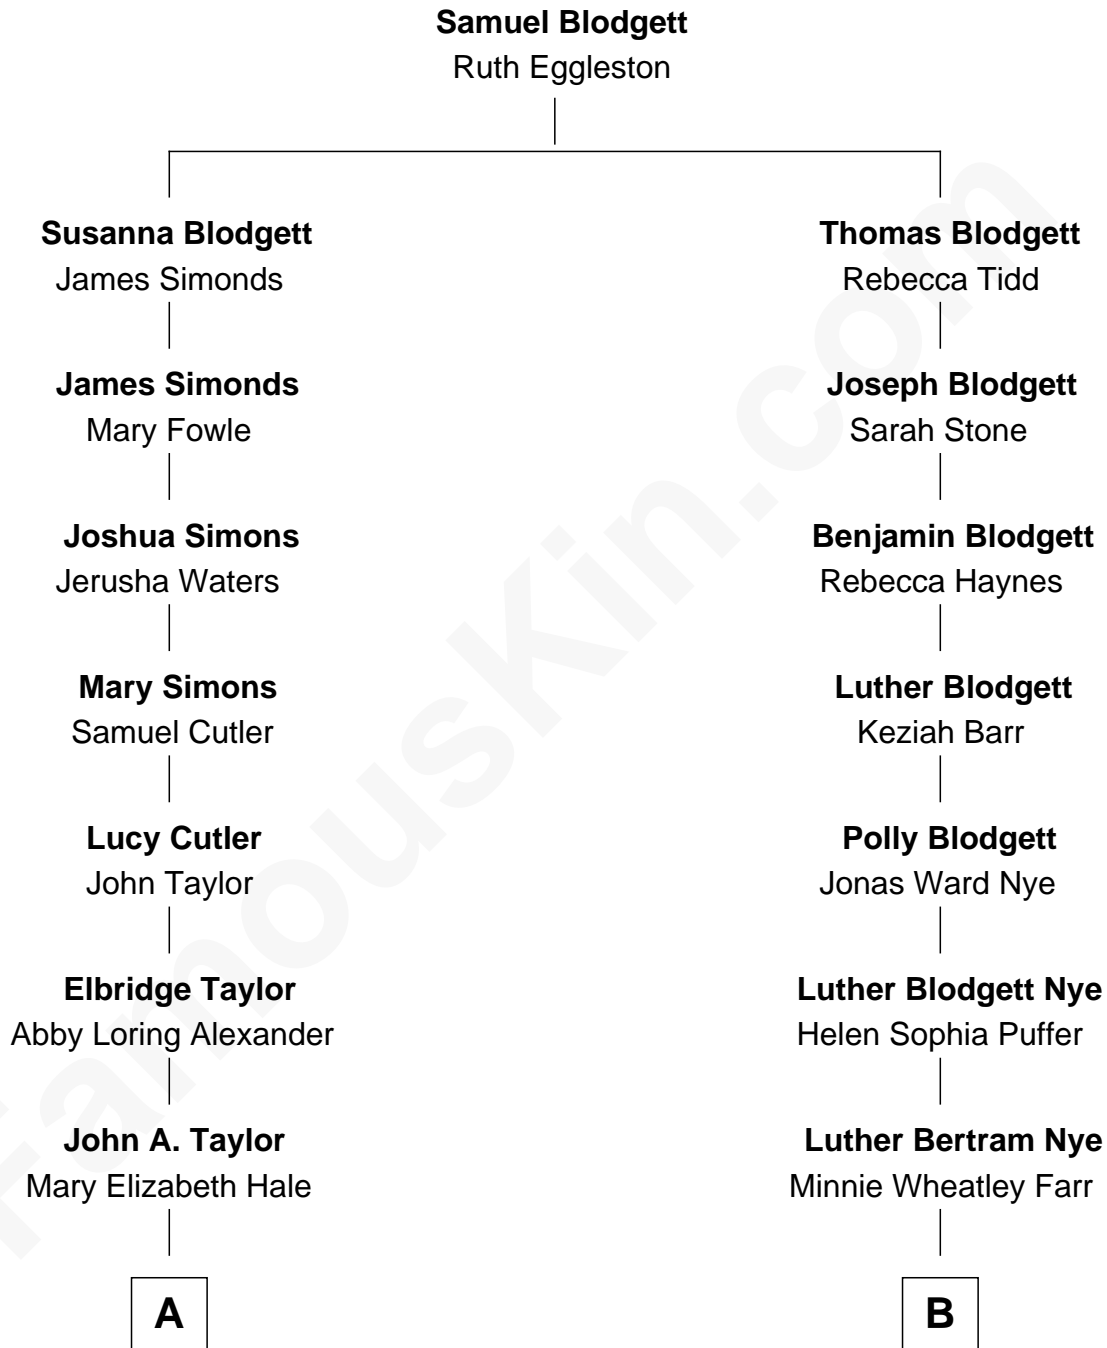 Samuel Blodgett
Ruth Eggleston
Susanna Blodgett
James Simonds
Thomas Blodgett
Rebecca Tidd
James Simonds
Mary Fowle
Joseph Blodgett
Sarah Stone
Joshua Simons
Jerusha Waters
Benjamin Blodgett
Rebecca Haynes
Mary Simons
Samuel Cutler
Luther Blodgett
Keziah Barr
Lucy Cutler
John Taylor
Polly Blodgett
Jonas Ward Nye
Elbridge Taylor
Abby Loring Alexander
Luther Blodgett Nye
Helen Sophia Puffer
John A. Taylor
Mary Elizabeth Hale
Luther Bertram Nye
Minnie Wheatley Farr
A
B
FamousKin.com